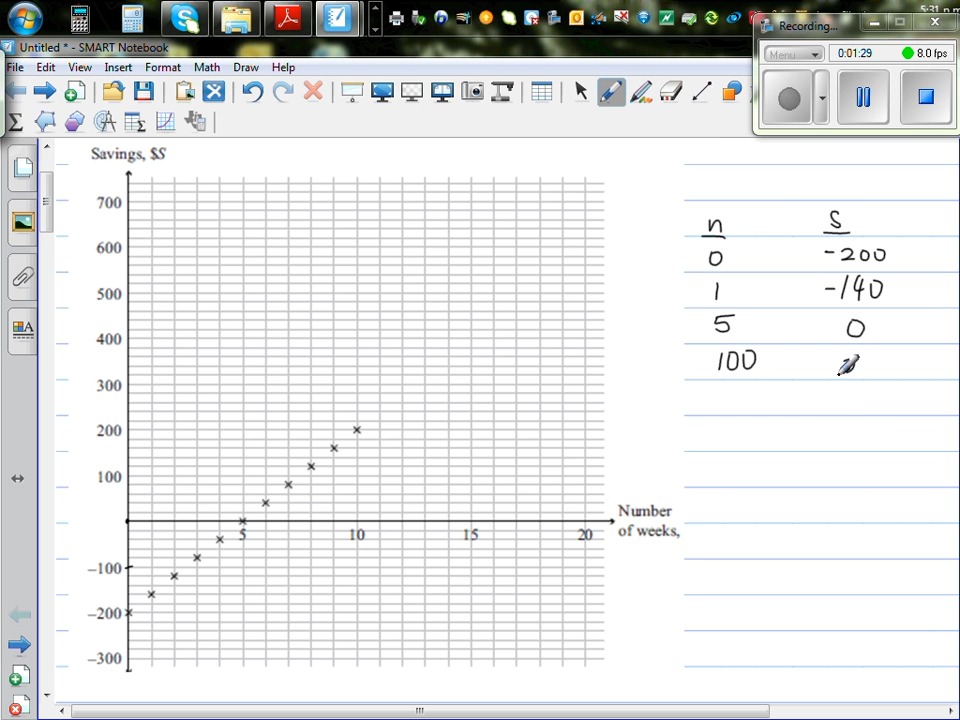 5:31 p.m.
Recording...
Menu
0:01:29
8.0 fps
Untitled * - SMART Notebook
File Edit View Insert Format Math Draw Help
Savings, $S
700
600
500
400
300
200
100
5 10 15 20
Number
of weeks,
–100
–200
–300
n S
0 -200
1 -140
5 0
100